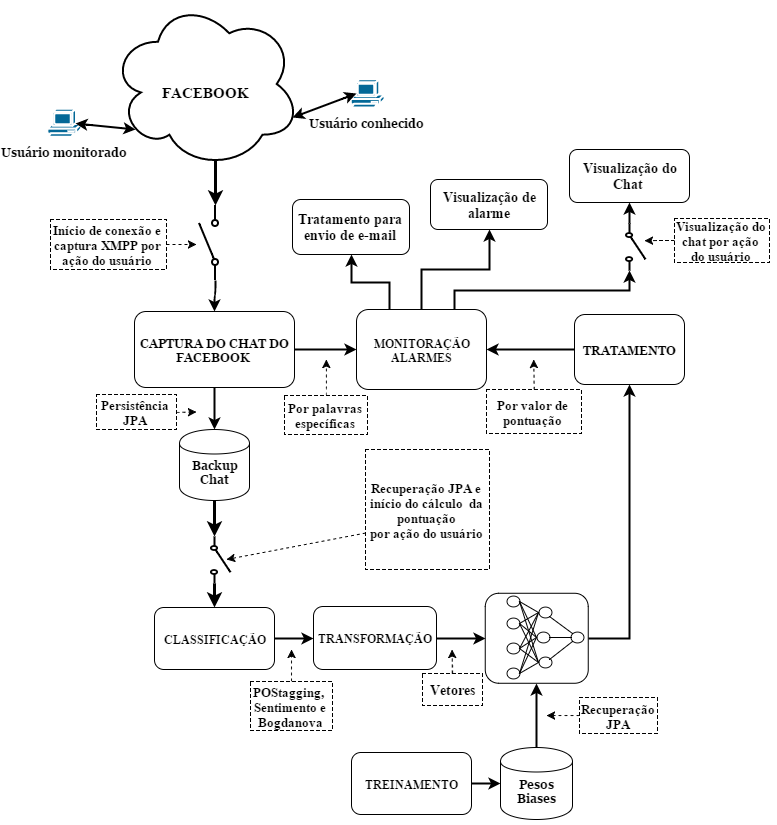 FACEBOOK
Usuário conhecido
Usuário monitorado
Visualização do
Chat
Visualização de
alarme
Tratamento para
envio de e-mail
Início de conexão e
captura XMPP por
ação do usuário
Visualização do
chat por ação
do usuário
CAPTURA DO CHAT DO
FACEBOOK
MONITORAÇÃO
ALARMES
TRATAMENTO
Persistência
JPA
Por palavras
específicas
Por valor de
pontuação
Backup
Chat
Recuperação JPA e
início do cálculo da
pontuação
por ação do usuário
CLASSIFICAÇÃO
TRANSFORMAÇÃO
POStagging,
Sentimento e
Bogdanova
Vetores
Recuperação
JPA
TREINAMENTO
Pesos
Biases